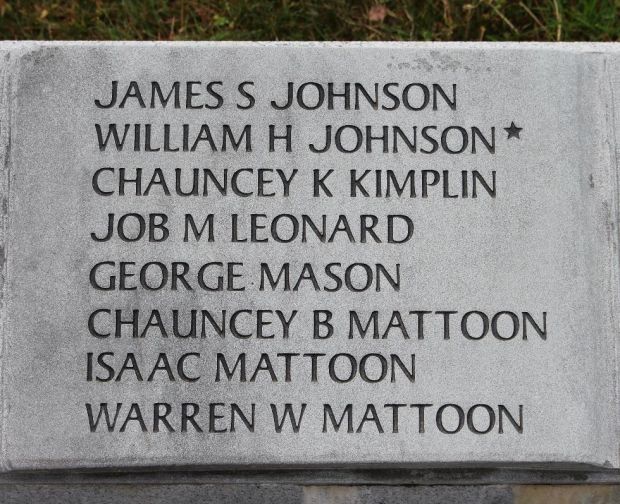 JAMES S JOHNSON
WILLIAM H JOHNSON★
CHAUNCEY K KIMPLIN
JOB M LEONARD
GEORGE MASON
CHAUNCEY B MATTOON
ISAAC MATTOON
WARREN W MATTOON